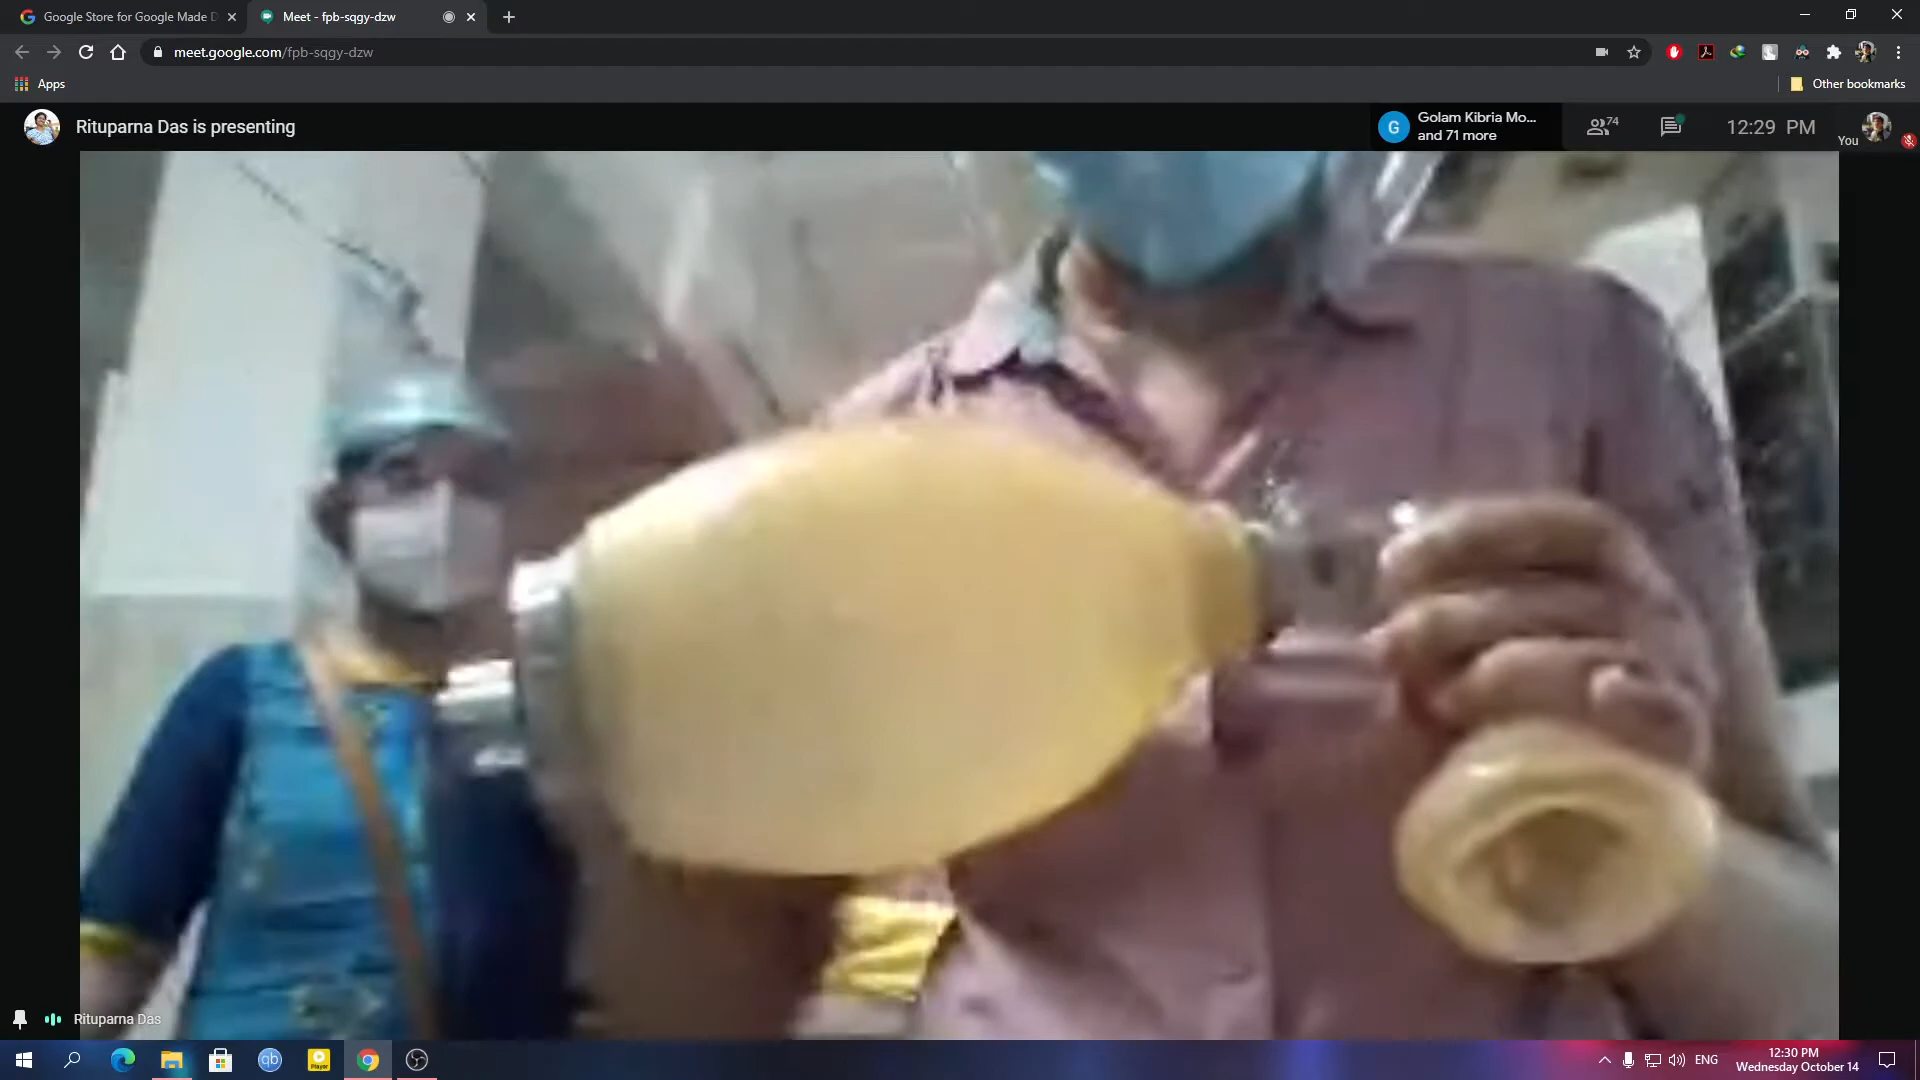 Google Store for Google Made D
Meet - fpb-sqgy-dzw
meet.google.com/fpb-sqgy-dzw
Apps
Other bookmarks
Rituparna Das is presenting
G
Golam Kibria Mo...
and 71 more
74
12:29 PM
You
Rituparna Das
qb
Player
ENG
12:30 PM
Wednesday October 14